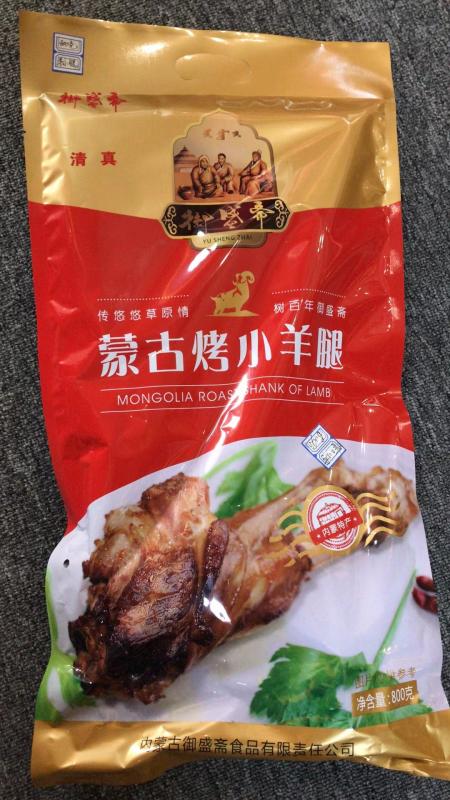 御盛斋
清真
御盛斋
YU SHENG ZHAI
传悠悠草原情 树百年御盛斋
蒙古烤小羊腿
MONGOLIA ROAST SHANK OF LAMB
内蒙特产
净含量:800克
内蒙古御盛斋食品有限责任公司